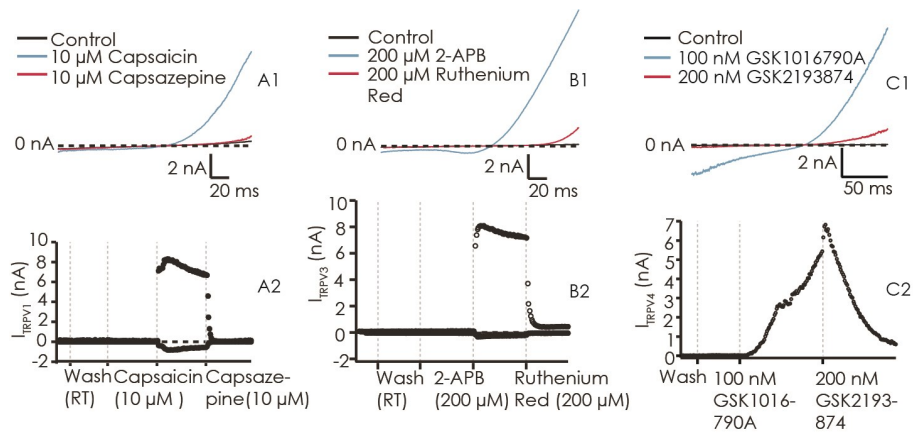 Control
10 µM Capsaicin
10 µM Capsazepine
A1
0 nA
2 nA
20 ms
Control
200 µM 2-APB
200 µM Ruthenium
Red
B1
0 nA
2 nA
20 ms
Control
100 nM GSK1016790A
200 nM GSK2193874
C1
0 nA
2 nA
50 ms
10
8
6
4
2
0
-2
I_TRPV1 (nA)
A2
Wash
(RT)
Capsaicin
(10 µM )
Capsaze-
pine(10 µM)
10
8
6
4
2
0
-2
I_TRPV3 (nA)
B2
Wash
(RT)
2-APB
(200 µM)
Ruthenium
Red (200 µM)
7
6
5
4
3
2
1
0
I_TRPV4 (nA)
C2
Wash
100 nM
GSK1016-
790A
200 nM
GSK2193-
874